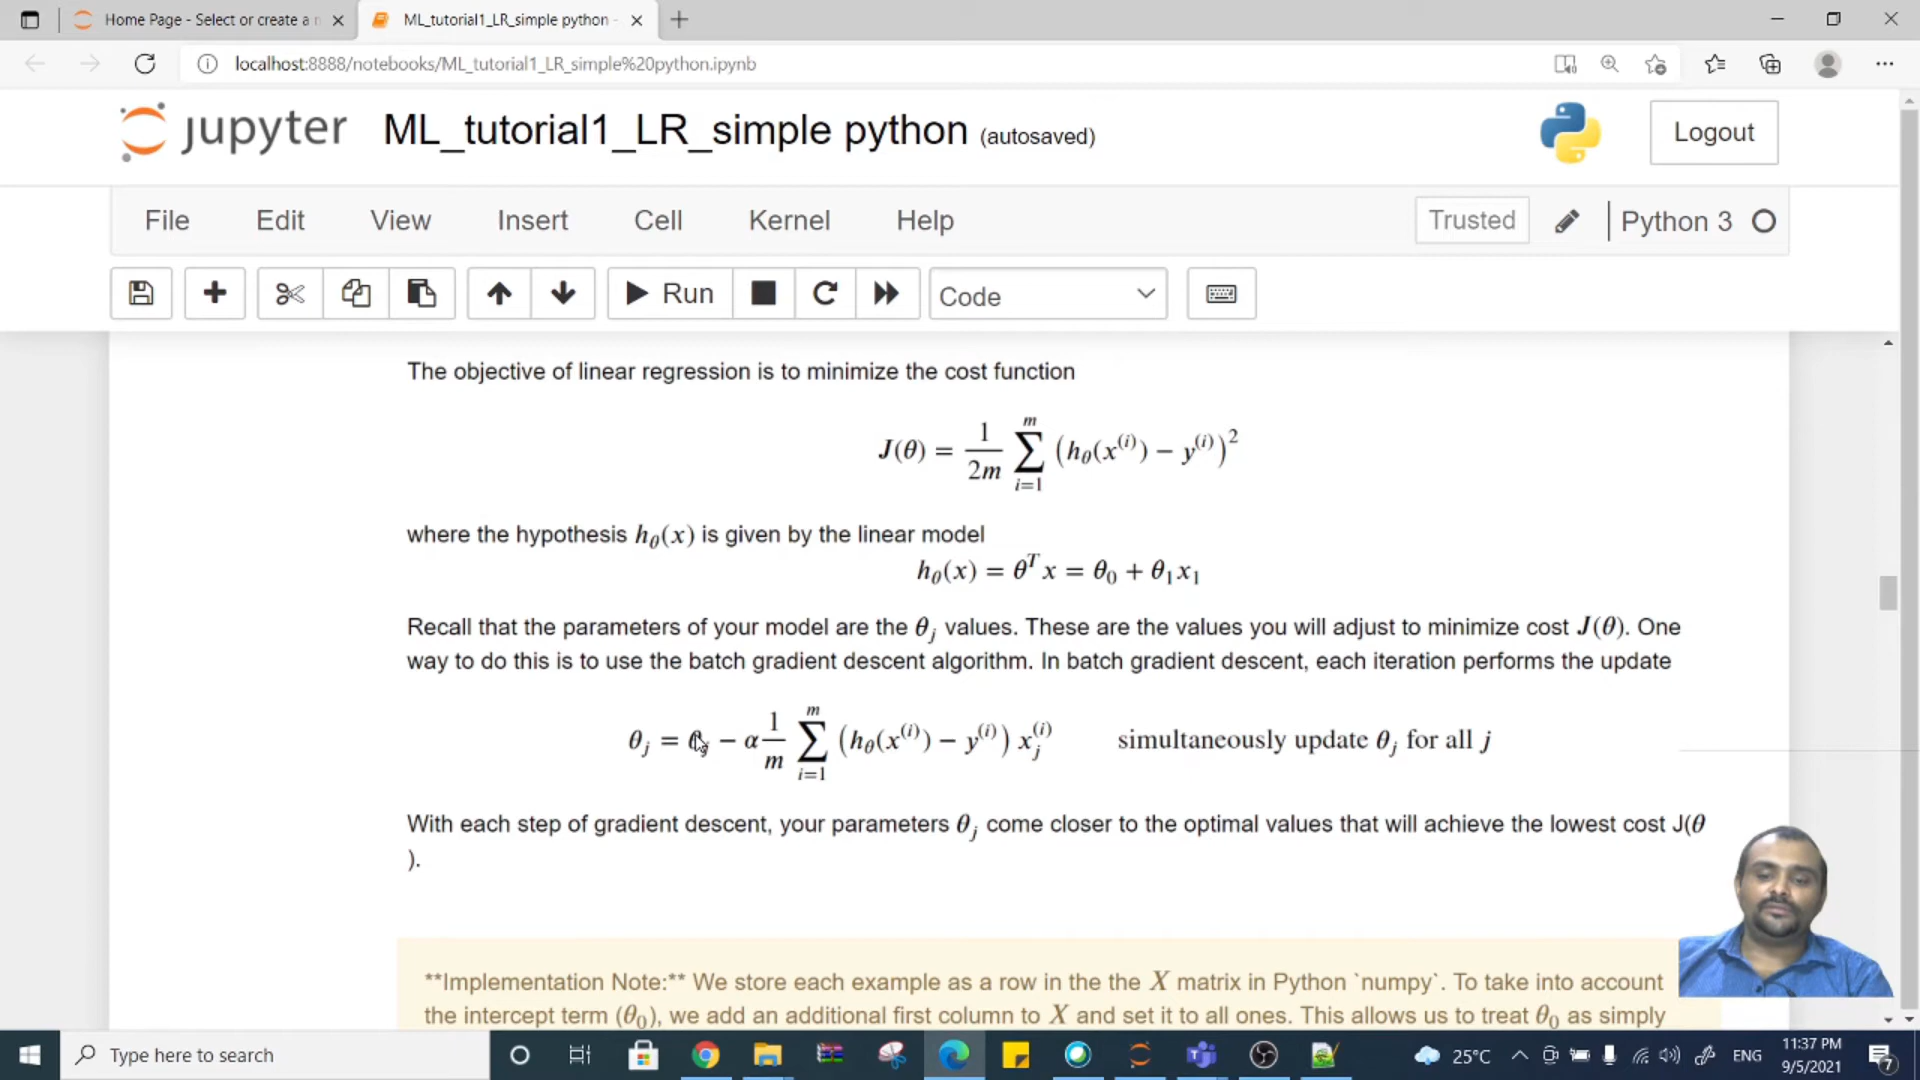 Home Page - Select or create a n
ML_tutorial1_LR_simple python -
localhost:8888/notebooks/ML_tutorial1_LR_simple%20python.ipynb
jupyter ML_tutorial1_LR_simple python (autosaved)
Logout
File Edit View Insert Cell Kernel Help Trusted Python 3
Run Code
The objective of linear regression is to minimize the cost function
J(θ) = 1/2m ∑_{i=1}^{m} (h_θ(x^{(i)}) − y^{(i)})^2
where the hypothesis h_θ(x) is given by the linear model
h_θ(x) = θ^T x = θ_0 + θ_1 x_1
Recall that the parameters of your model are the θ_j values. These are the values you will adjust to minimize cost J(θ). One
way to do this is to use the batch gradient descent algorithm. In batch gradient descent, each iteration performs the update
θ_j = θ_j − α 1/m ∑_{i=1}^{m} (h_θ(x^{(i)}) − y^{(i)}) x_j^{(i)} simultaneously update θ_j for all j
With each step of gradient descent, your parameters θ_j come closer to the optimal values that will achieve the lowest cost J(θ
).
**Implementation Note:** We store each example as a row in the the X matrix in Python `numpy`. To take into account
the intercept term (θ_0), we add an additional first column to X and set it to all ones. This allows us to treat θ_0 as simply
Type here to search
25°C
ENG
11:37 PM
9/5/2021
7